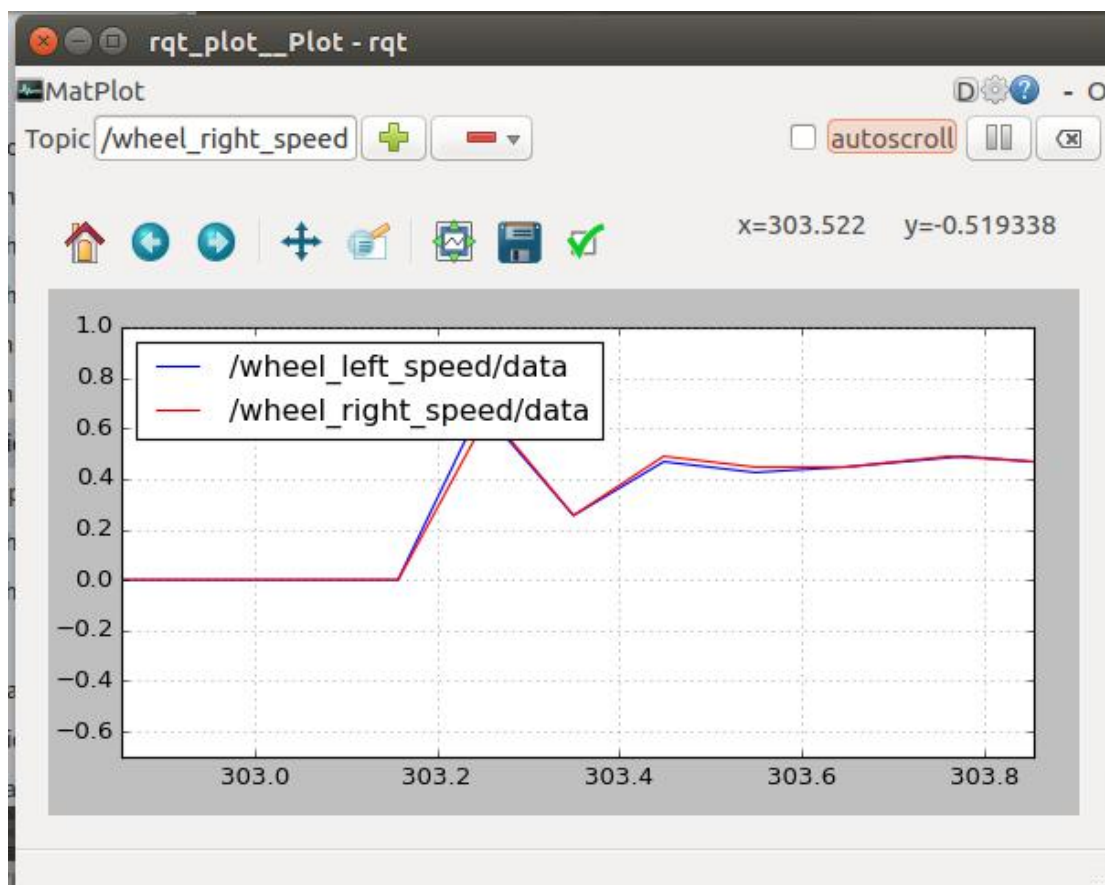 rqt_plot__Plot - rqt
MatPlot
D
- O
Topic /wheel_right_speed
autoscroll
x=303.522 y=-0.519338
1.0
/wheel_left_speed/data
0.8
/wheel_right_speed/data
0.6
0.4
0.2
0.0
−0.2
−0.4
−0.6
303.0 303.2 303.4 303.6 303.8